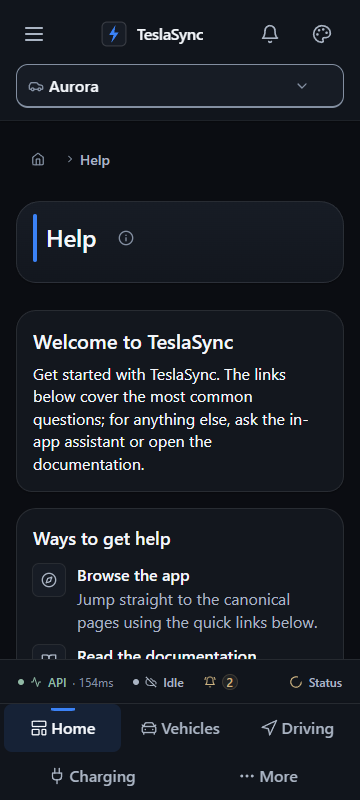 TeslaSync
Aurora
Help
Help
Welcome to TeslaSync
Get started with TeslaSync. The links
below cover the most common
questions; for anything else, ask the in-
app assistant or open the
documentation.
Ways to get help
Browse the app
Jump straight to the canonical
pages using the quick links below.
Read the documentation
API · 154ms Idle 2 Status
Home Vehicles Driving
Charging More